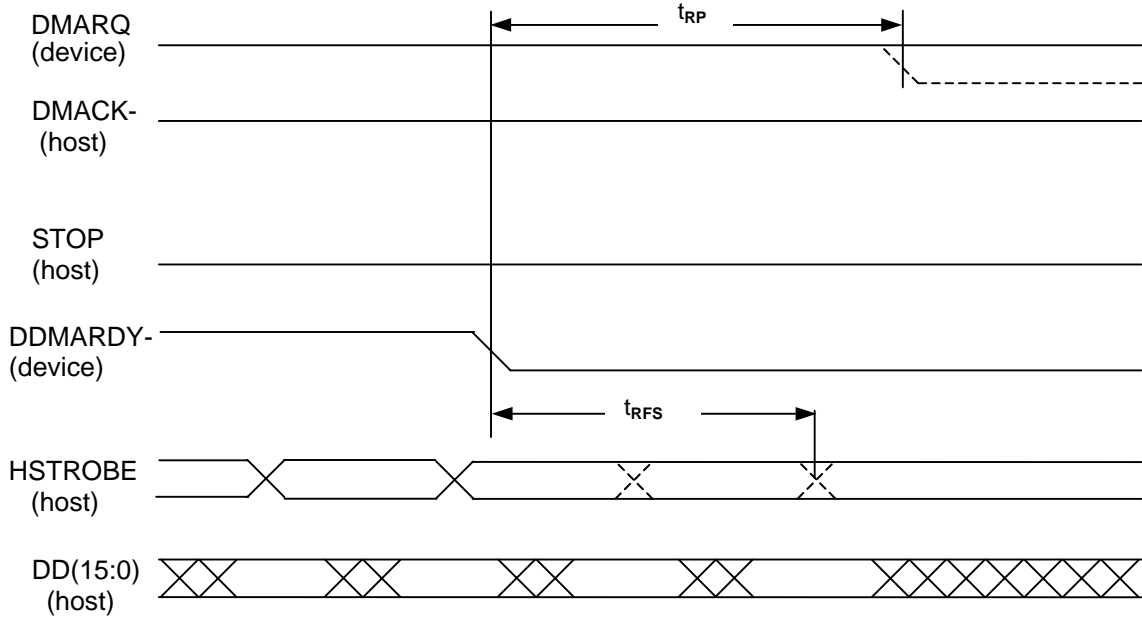 DMARQ
(device)
tRP
DMACK-
(host)
STOP
(host)
DDMARDY-
(device)
tRFS
HSTROBE
(host)
DD(15:0)
(host)